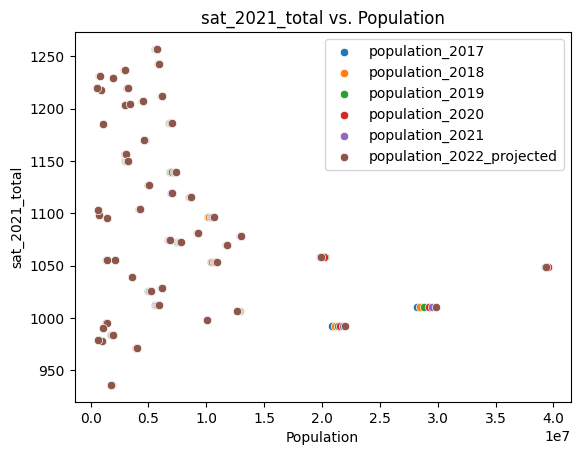 sat_2021_total vs. Population
population_2017
population_2018
population_2019
population_2020
population_2021
population_2022_projected
sat_2021_total
1250
1200
1150
1100
1050
1000
950
0.0 0.5 1.0 1.5 2.0 2.5 3.0 3.5 4.0
1e7
Population